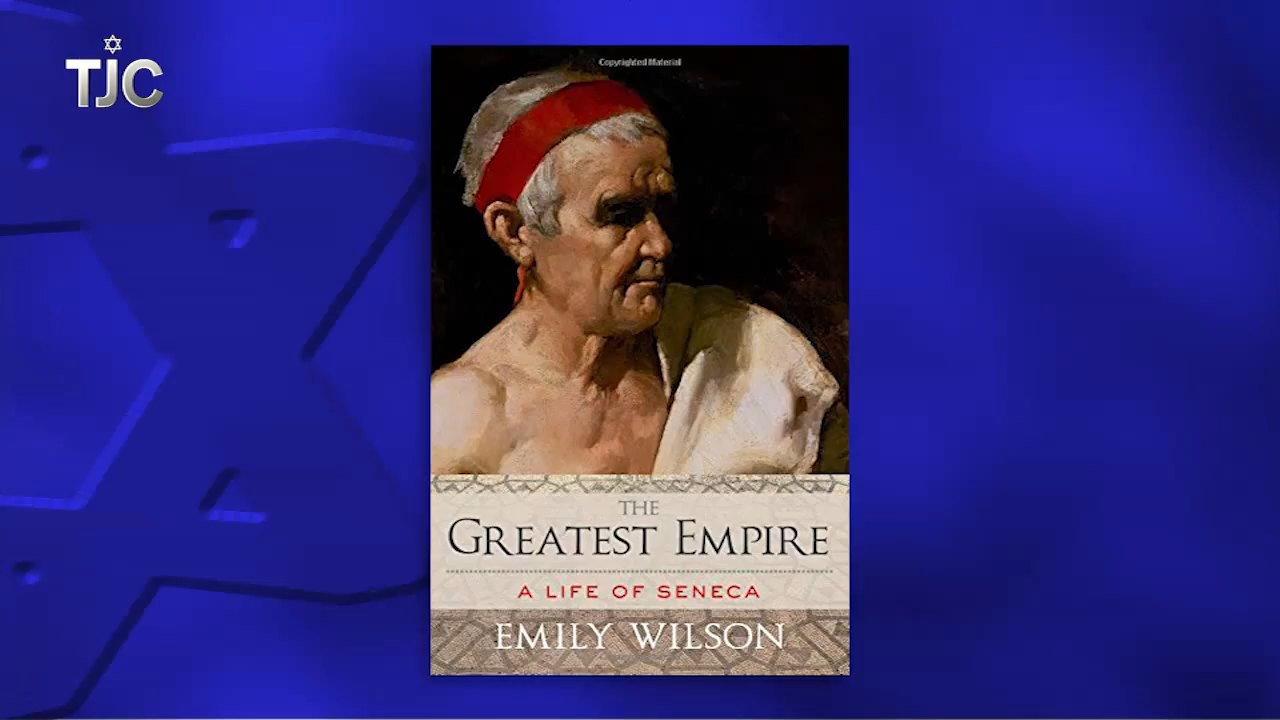 TJC
Copyrighted Material
THE
GREATEST EMPIRE
A LIFE OF SENECA
EMILY WILSON